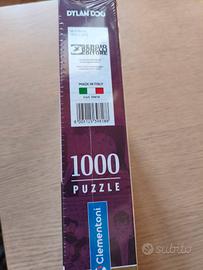 DYLAN DOG
SERGIO
BONELLI
EDITORE
MADE IN ITALY
1000
PUZZLE
Clementoni
subito